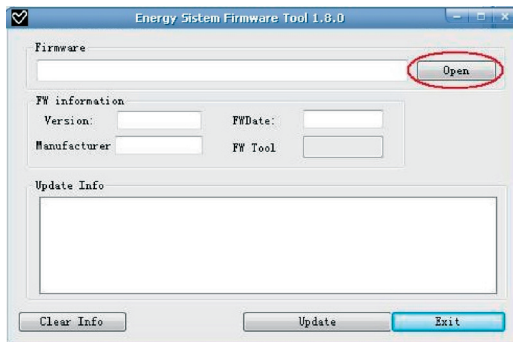 Energy Sistem Firmware Tool 1.8.0
Firmware
Open
FW information
Version:
FWDate:
Manufacturer
FW Tool
Update Info
Clear Info
Update
Exit